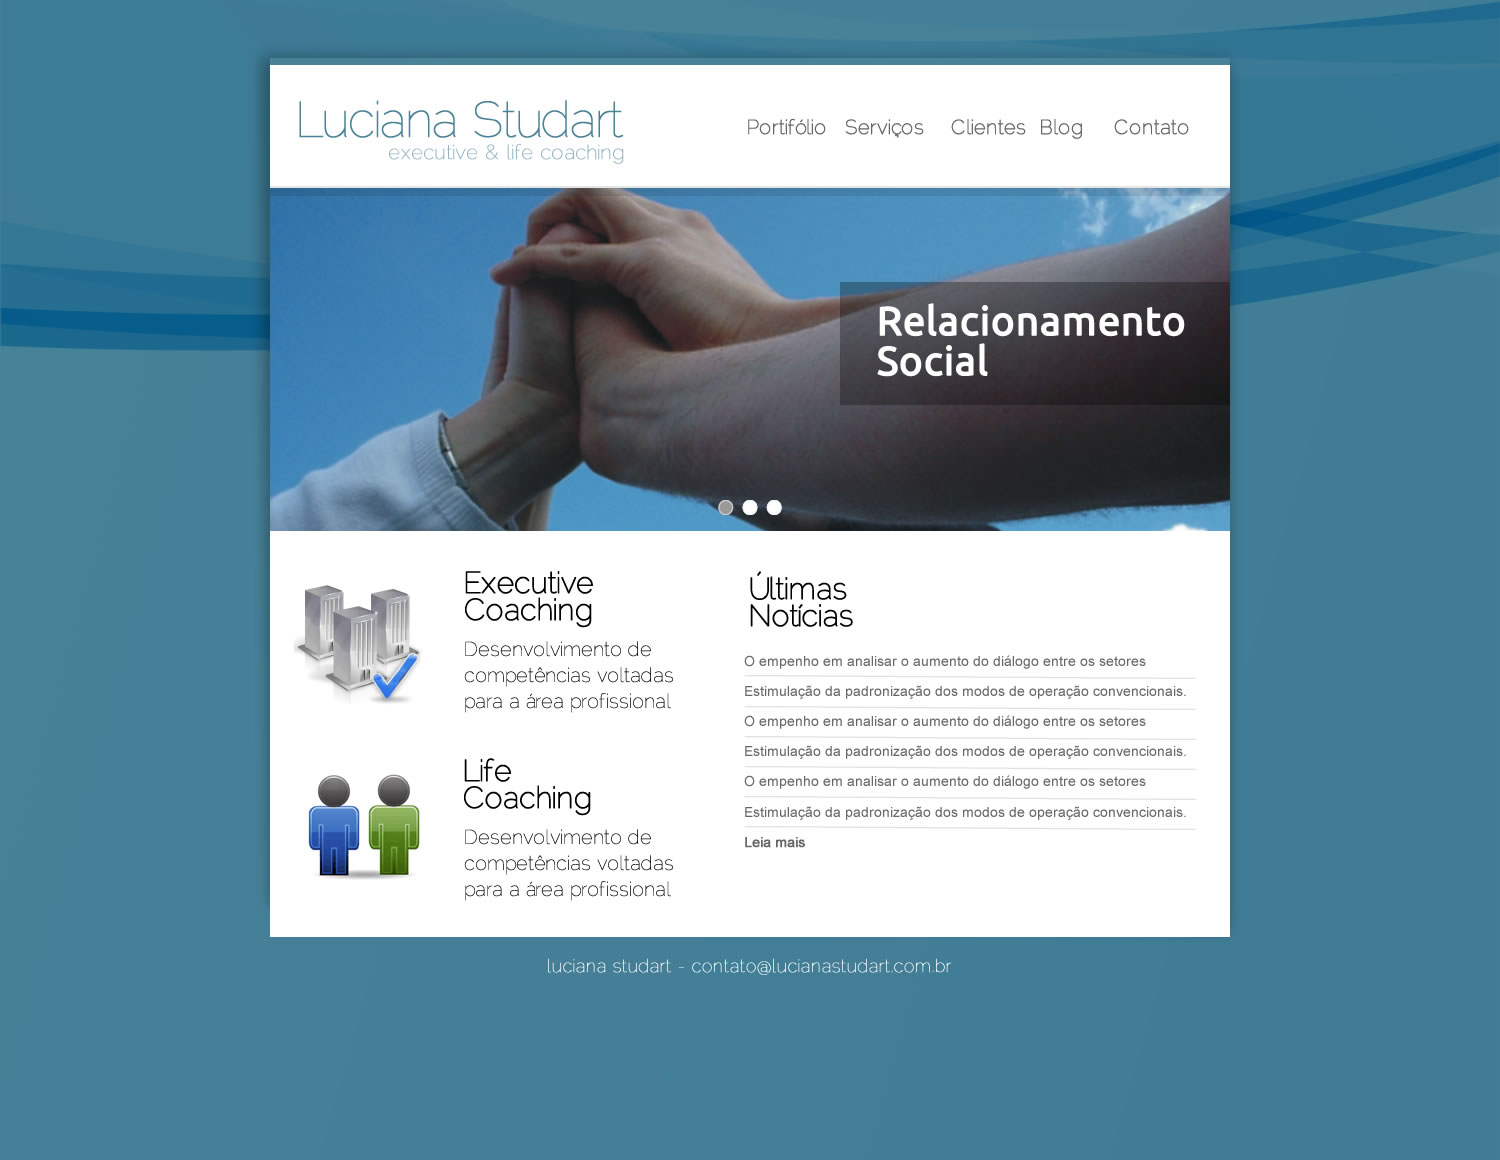 Luciana Studart
executive & life coaching
Portifólio Serviços Clientes Blog Contato
Relacionamento
Social
Executive
Coaching
Desenvolvimento de
competências voltadas
para a área profissional
Life
Coaching
Desenvolvimento de
competências voltadas
para a área profissional
Últimas
Notícias
O empenho em analisar o aumento do diálogo entre os setores
Estimulação da padronização dos modos de operação convencionais.
O empenho em analisar o aumento do diálogo entre os setores
Estimulação da padronização dos modos de operação convencionais.
O empenho em analisar o aumento do diálogo entre os setores
Estimulação da padronização dos modos de operação convencionais.
Leia mais
luciana studart - contato@lucianastudart.com.br